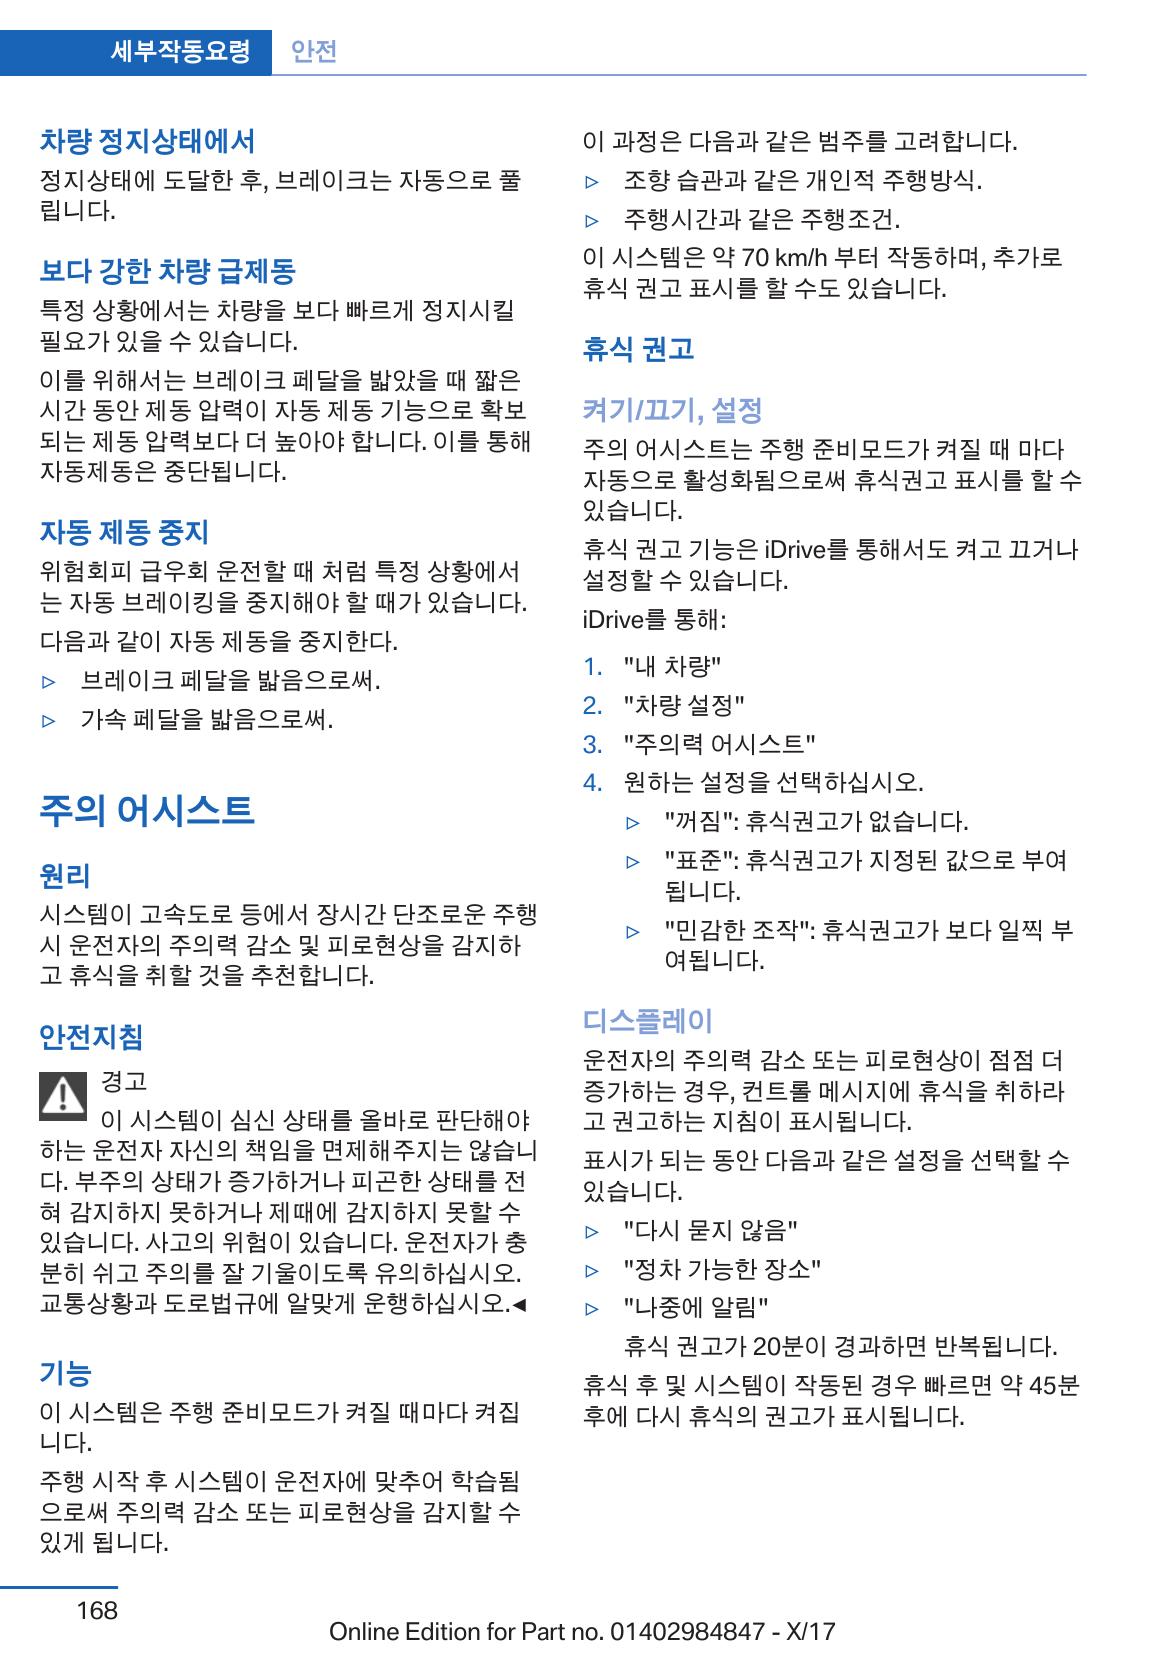 세부작동요령 안전
차량 정지상태에서
정지상태에 도달한 후, 브레이크는 자동으로 풀
립니다.
보다 강한 차량 급제동
특정 상황에서는 차량을 보다 빠르게 정지시킬
필요가 있을 수 있습니다.
이를 위해서는 브레이크 페달을 밟았을 때 짧은
시간 동안 제동 압력이 자동 제동 기능으로 확보
되는 제동 압력보다 더 높아야 합니다. 이를 통해
자동제동은 중단됩니다.
자동 제동 중지
위험회피 급우회 운전할 때 처럼 특정 상황에서
는 자동 브레이킹을 중지해야 할 때가 있습니다.
다음과 같이 자동 제동을 중지한다.
▷ 브레이크 페달을 밟음으로써.
▷ 가속 페달을 밟음으로써.
주의 어시스트
원리
시스템이 고속도로 등에서 장시간 단조로운 주행
시 운전자의 주의력 감소 및 피로현상을 감지하
고 휴식을 취할 것을 추천합니다.
안전지침
경고
이 시스템이 심신 상태를 올바로 판단해야
하는 운전자 자신의 책임을 면제해주지는 않습니
다. 부주의 상태가 증가하거나 피곤한 상태를 전
혀 감지하지 못하거나 제때에 감지하지 못할 수
있습니다. 사고의 위험이 있습니다. 운전자가 충
분히 쉬고 주의를 잘 기울이도록 유의하십시오.
교통상황과 도로법규에 알맞게 운행하십시오.◄
기능
이 시스템은 주행 준비모드가 켜질 때마다 켜집
니다.
주행 시작 후 시스템이 운전자에 맞추어 학습됨
으로써 주의력 감소 또는 피로현상을 감지할 수
있게 됩니다.
이 과정은 다음과 같은 범주를 고려합니다.
▷ 조향 습관과 같은 개인적 주행방식.
▷ 주행시간과 같은 주행조건.
이 시스템은 약 70 km/h 부터 작동하며, 추가로
휴식 권고 표시를 할 수도 있습니다.
휴식 권고
켜기/끄기, 설정
주의 어시스트는 주행 준비모드가 켜질 때 마다
자동으로 활성화됨으로써 휴식권고 표시를 할 수
있습니다.
휴식 권고 기능은 iDrive를 통해서도 켜고 끄거나
설정할 수 있습니다.
iDrive를 통해:
1. "내 차량"
2. "차량 설정"
3. "주의력 어시스트"
4. 원하는 설정을 선택하십시오.
▷ "꺼짐": 휴식권고가 없습니다.
▷ "표준": 휴식권고가 지정된 값으로 부여
됩니다.
▷ "민감한 조작": 휴식권고가 보다 일찍 부
여됩니다.
디스플레이
운전자의 주의력 감소 또는 피로현상이 점점 더
증가하는 경우, 컨트롤 메시지에 휴식을 취하라
고 권고하는 지침이 표시됩니다.
표시가 되는 동안 다음과 같은 설정을 선택할 수
있습니다.
▷ "다시 묻지 않음"
▷ "정차 가능한 장소"
▷ "나중에 알림"
휴식 권고가 20분이 경과하면 반복됩니다.
휴식 후 및 시스템이 작동된 경우 빠르면 약 45분
후에 다시 휴식의 권고가 표시됩니다.
168
Online Edition for Part no. 01402984847 - X/17